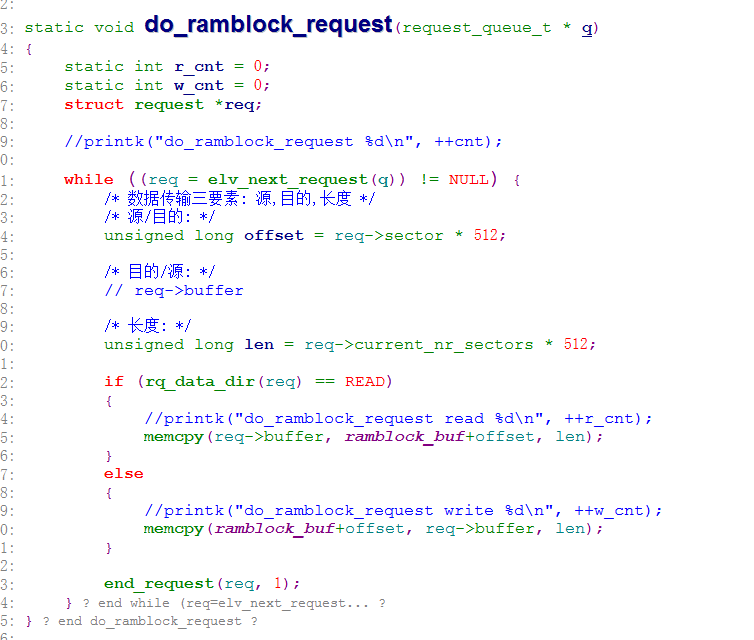 2:
3: static void do_ramblock_request(request_queue_t * q)
4: {
5:     static int r_cnt = 0;
6:     static int w_cnt = 0;
7:     struct request *req;
8:
9:     //printk("do_ramblock_request %d\n", ++cnt);
0:
1:     while ((req = elv_next_request(q)) != NULL) {
2:         /* 数据传输三要素: 源,目的,长度 */
3:         /* 源/目的: */
4:         unsigned long offset = req->sector * 512;
5:
6:         /* 目的/源: */
7:         // req->buffer
8:
9:         /* 长度: */
0:         unsigned long len = req->current_nr_sectors * 512;
1:
2:         if (rq_data_dir(req) == READ)
3:         {
4:             //printk("do_ramblock_request read %d\n", ++r_cnt);
5:             memcpy(req->buffer, ramblock_buf+offset, len);
6:         }
7:         else
8:         {
9:             //printk("do_ramblock_request write %d\n", ++w_cnt);
0:             memcpy(ramblock_buf+offset, req->buffer, len);
1:         }
2:
3:         end_request(req, 1);
4:     } ? end while (req=elv_next_request... ?
5: } ? end do_ramblock_request ?
6: